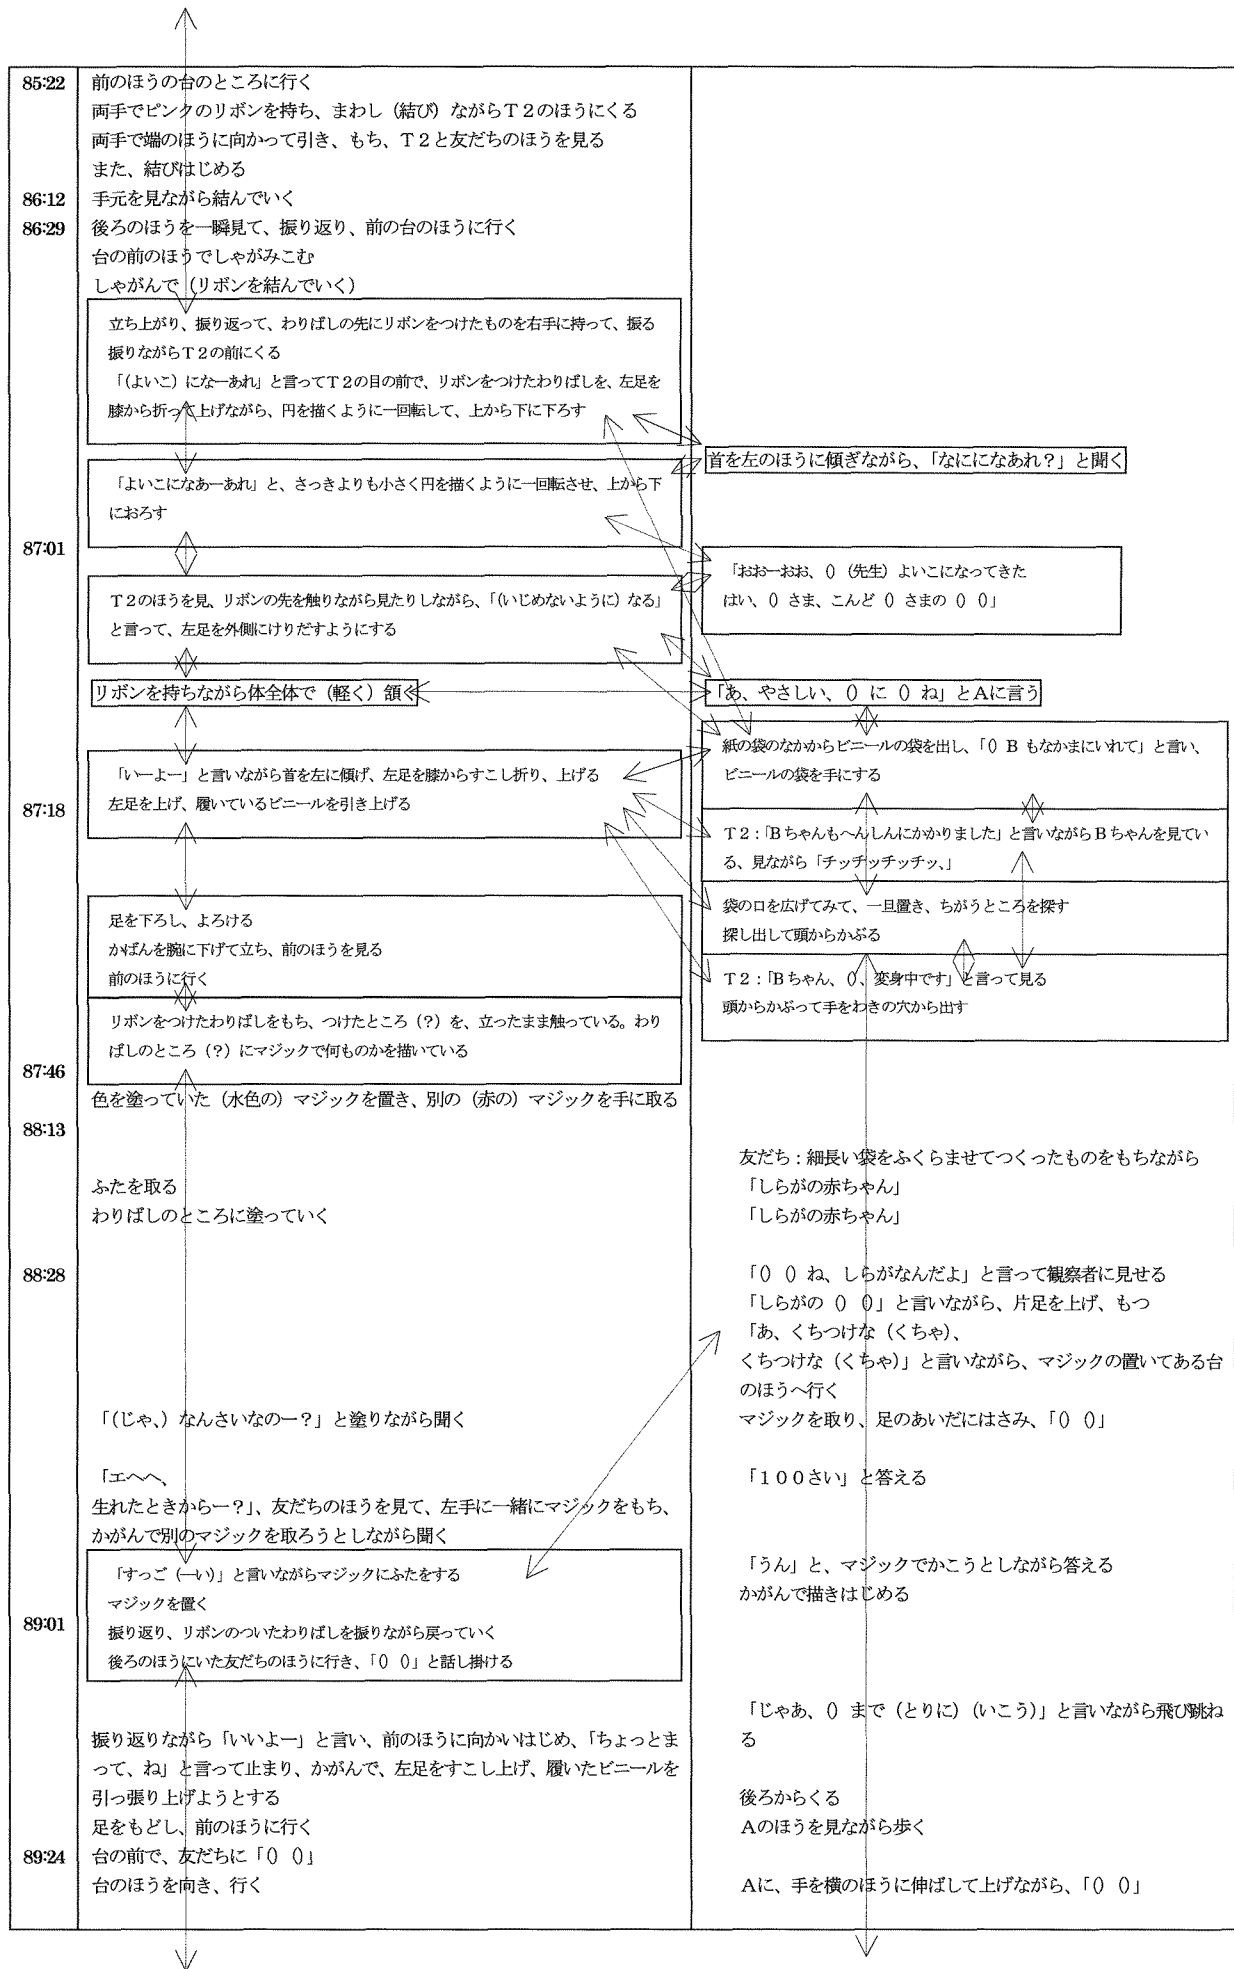 85:22
前のほうの台のところに行く
両手でピンクのリボンを持ち、まわし（結び）ながらT２のほうにくる
両手で端のほうに向かって引き、もち、T２と友だちのほうを見る
また、結びはじめる
86:12
手元を見ながら結んでいく
86:29
後ろのほうを一瞬見て、振り返り、前の台のほうに行く
台の前のほうでしゃがみこむ
しゃがんで（リボンを結んでいく）
立ち上がり、振り返って、わりばしの先にリボンをつけたものを右手に持って、振る
振りながらT２の前にくる
「（よいこ）になーあれ」と言ってT２の目の前で、リボンをつけたわりばしを、左足を
膝から折って上げながら、円を描くように一回転して、上から下に下ろす
首を左のほうに傾ぎながら、「なにになあれ？」と聞く
「よいこになあーあれ」と、さっきよりも小さく円を描くように一回転させ、上から下
におろす
87:01
「おおーおお、（）（先生）よいこになってきた
はい、（）さま、こんど（）さまの（）（）」
T２のほうを見、リボンの先を触りながら見たりしながら、「（いじめないように）なる」
と言って、左足を外側にけりだすようにする
リボンを持ちながら体全体で（軽く）頷く
「あ、やさしい、（）に（）ね」とAに言う
紙の袋のなかからビニールの袋を出し、「（）B もなかまにいれて」と言い、
ビニールの袋を手にする
「いーよー」と言いながら首を左に傾げ、左足を膝からすこし折り、上げる
左足を上げ、履いているビニールを引き上げる
87:18
T２：「Bちゃんもへんしんにかかりました」と言いながらBちゃんを見てい
る、見ながら「チッチッチッチッ、」
袋の口を広げてみて、一旦置き、ちがうところを探す
探し出して頭からかぶる
足を下ろし、よろける
かばんを腕に下げて立ち、前のほうを見る
前のほうに行く
T２：「Bちゃん、（）、変身中です」と言って見る
頭からかぶって手をわきの穴から出す
リボンをつけたわりばしをもち、つけたところ（？）を、立ったまま触っている。わり
ばしのところ（？）にマジックで何ものかを描いている
87:46
色を塗っていた（水色の）マジックを置き、別の（赤の）マジックを手に取る
88:13
友だち：細長い袋をふくらませてつくったものをもちながら
「しらがの赤ちゃん」
「しらがの赤ちゃん」
ふたを取る
わりばしのところに塗っていく
88:28
「（）（）ね、しらがなんだよ」と言って観察者に見せる
「しらがの（）（）」と言いながら、片足を上げ、もつ
「あ、くちつけな（くちゃ）、
くちつけな（くちゃ）」と言いながら、マジックの置いてある台
のほうへ行く
「（じゃ、）なんさいなのー？」と塗りながら聞く
マジックを取り、足のあいだにはさみ、「（）（）」
「１００さい」と答える
「エへへ、
生れたときからー？」、友だちのほうを見て、左手に一緒にマジックをもち、
かがんで別のマジックを取ろうとしながら聞く
「うん」と、マジックでかこうとしながら答える
かがんで描きはじめる
「すっご（ーい）」と言いながらマジックにふたをする
マジックを置く
89:01
振り返り、リボンのついたわりばしを振りながら戻っていく
後ろのほうにいた友だちのほうに行き、「（）（）」と話し掛ける
「じゃあ、（）まで（とりに）（いこう）」と言いながら飛び跳ね
る
振り返りながら「いいよー」と言い、前のほうに向かいはじめ、「ちょっとま
って、ね」と言って止まり、かがんで、左足をすこし上げ、履いたビニールを
引っ張り上げようとする
後ろからくる
足をもどし、前のほうに行く
Aのほうを見ながら歩く
89:24
台の前で、友だちに「（）（）」
台のほうを向き、行く
Aに、手を横のほうに伸ばして上げながら、「（）（）」